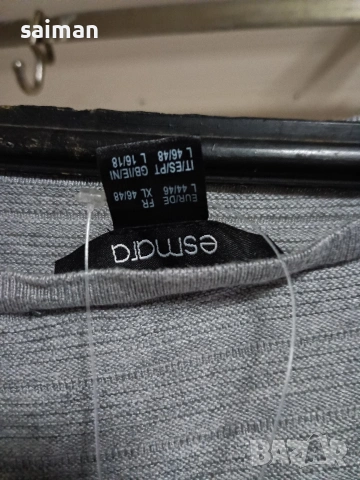 saiman
esmara
EUR/DE FR
L 44/46 XL 46/48
IT/ES/PT GB/IE/NI
L 46/48 L 16/18
BAZAR